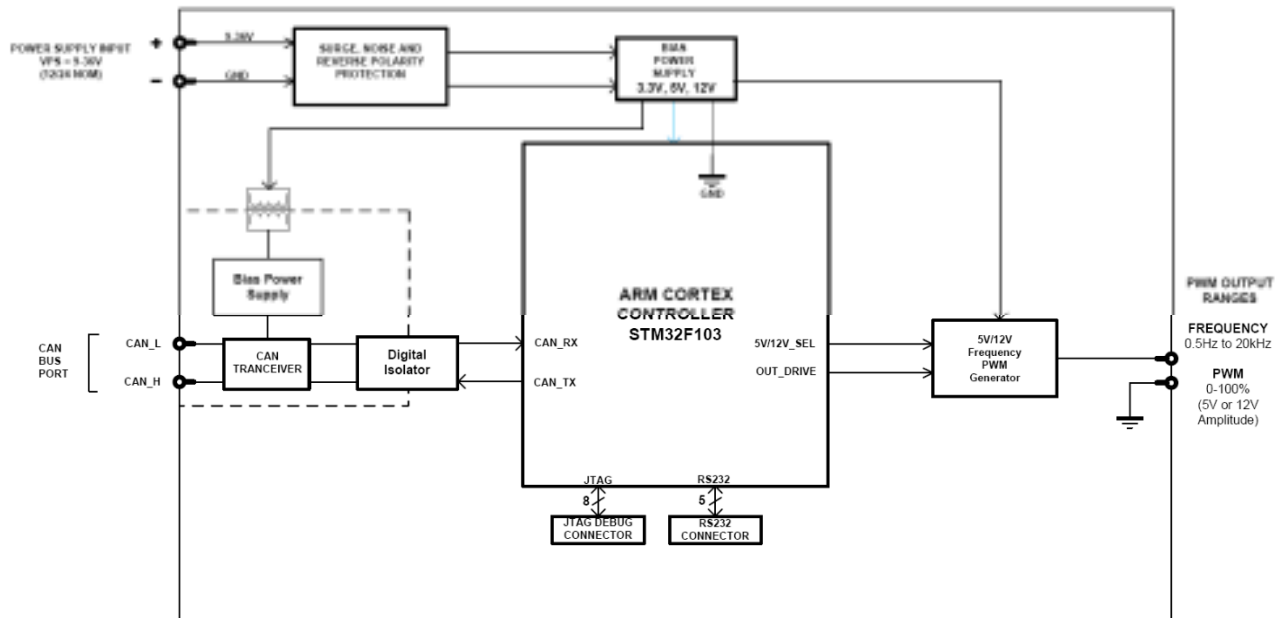 POWER SUPPLY INPUT
VPS = 9-36V
(12/24 NOM)
+
−
9-36V
GND
SURGE, NOISE AND
REVERSE POLARITY
PROTECTION
BIAS
POWER
SUPPLY
3.3V, 5V, 12V
GND
Bias Power
Supply
ARM CORTEX
CONTROLLER
STM32F103
CAN
BUS
PORT
CAN_L
CAN_H
CAN
TRANCEIVER
Digital
Isolator
CAN_RX
CAN_TX
5V/12V_SEL
OUT_DRIVE
5V/12V
Frequency
PWM
Generator
PWM OUTPUT
RANGES
FREQUENCY
0.5Hz to 20kHz
PWM
0-100%
(5V or 12V
Amplitude)
JTAG
RS232
8
5
JTAG DEBUG
CONNECTOR
RS232
CONNECTOR